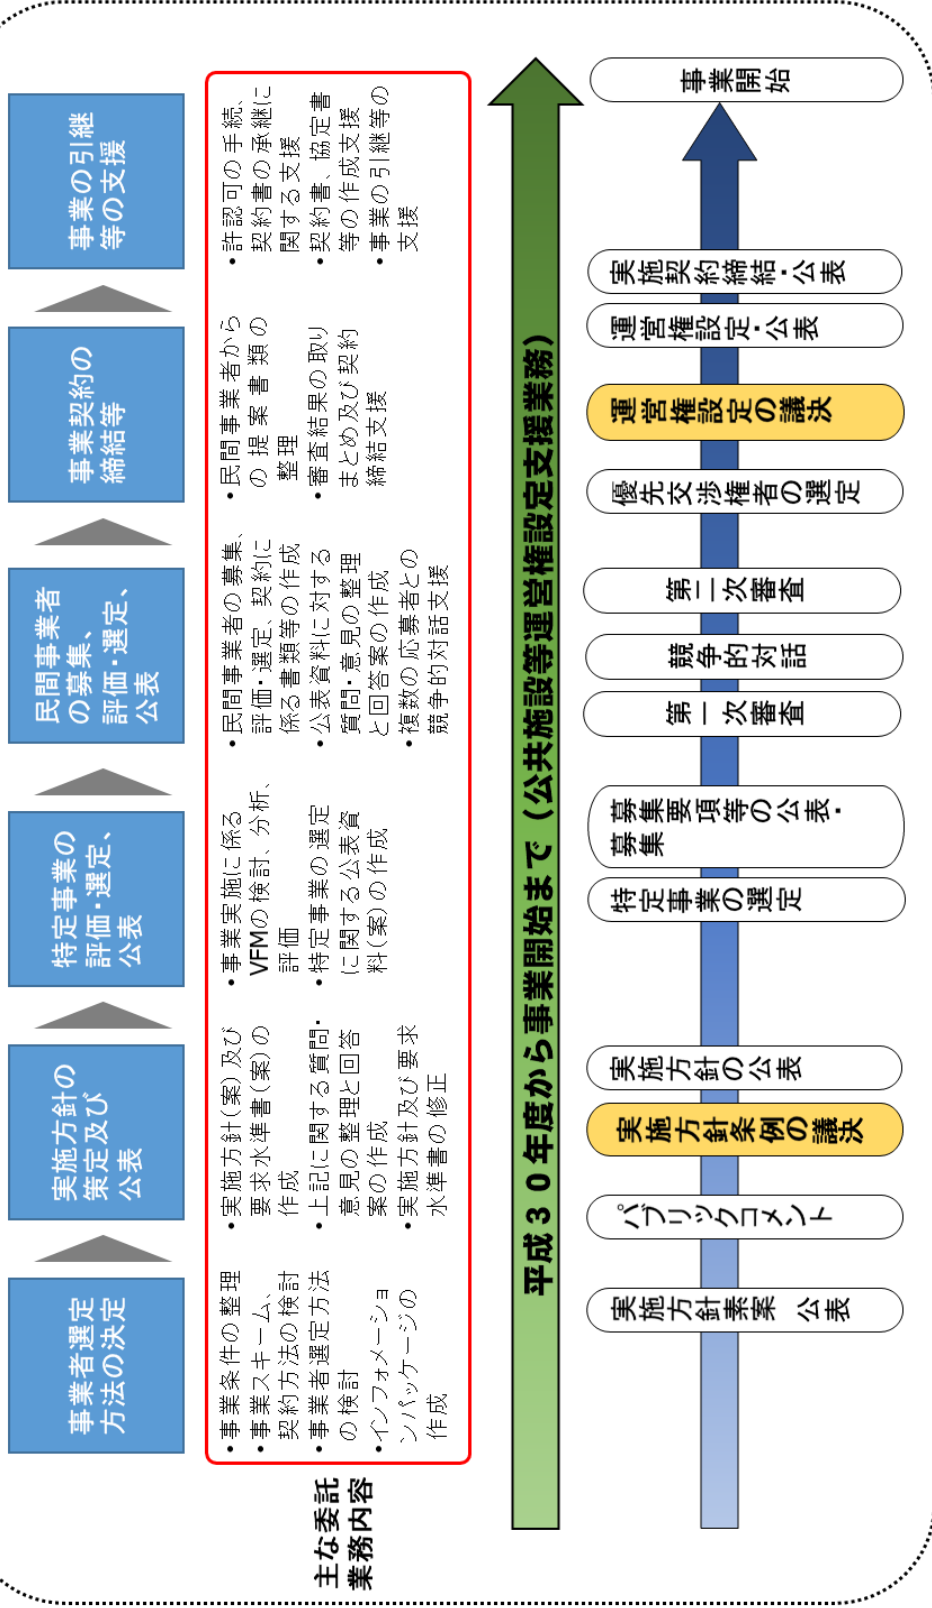 事業者選定
方法の決定
実施方針の
策定及び
公表
特定事業の
評価・選定、
公表
民間事業者
の募集、
評価・選定、
公表
事業契約の
締結等
事業の引継
等の支援
主な委託
業務内容
・事業条件の整理
・事業スキーム、
契約方法の検討
・事業者選定方法
の検討
・インフォメーショ
ンパッケージの
作成
・実施方針(案)及び
要求水準書(案)の
作成
・上記に関する質問・
意見の整理と回答
案の作成
・実施方針及び要求
水準書の修正
・事業実施に係る
VFMの検討、分析、
評価
・特定事業の選定
に関する公表資
料(案)の作成
・民間事業者の募集、
評価・選定、契約に
係る書類等の作成
・公表資料に対する
質問・意見の整理
と回答案の作成
・複数の応募者との
競争的対話支援
・民間事業者から
の提案書類の
整理
・審査結果の取り
まとめ及び契約
締結支援
・許認可の手続、
契約書の承継に
関する支援
・契約書、協定書
等の作成支援
・事業の引継等の
支援
平成30年度から事業開始まで(公共施設等運営権設定支援業務)
実施方針素案 公表
パブリックコメント
実施方針条例の議決
実施方針の公表
特定事業の選定
募集要項等の公表・
募集
第一次審査
競争的対話
第二次審査
優先交渉権者の選定
運営権設定の議決
運営権設定・公表
実施契約締結・公表
事業開始